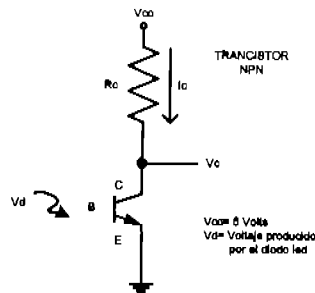 Vcc
TRANCISTOR
NPN
Rc
Ic
Vc
C
Vd
B
E
Vcc= 6 Volts
Vd= Voltaje producido
por el diodo led